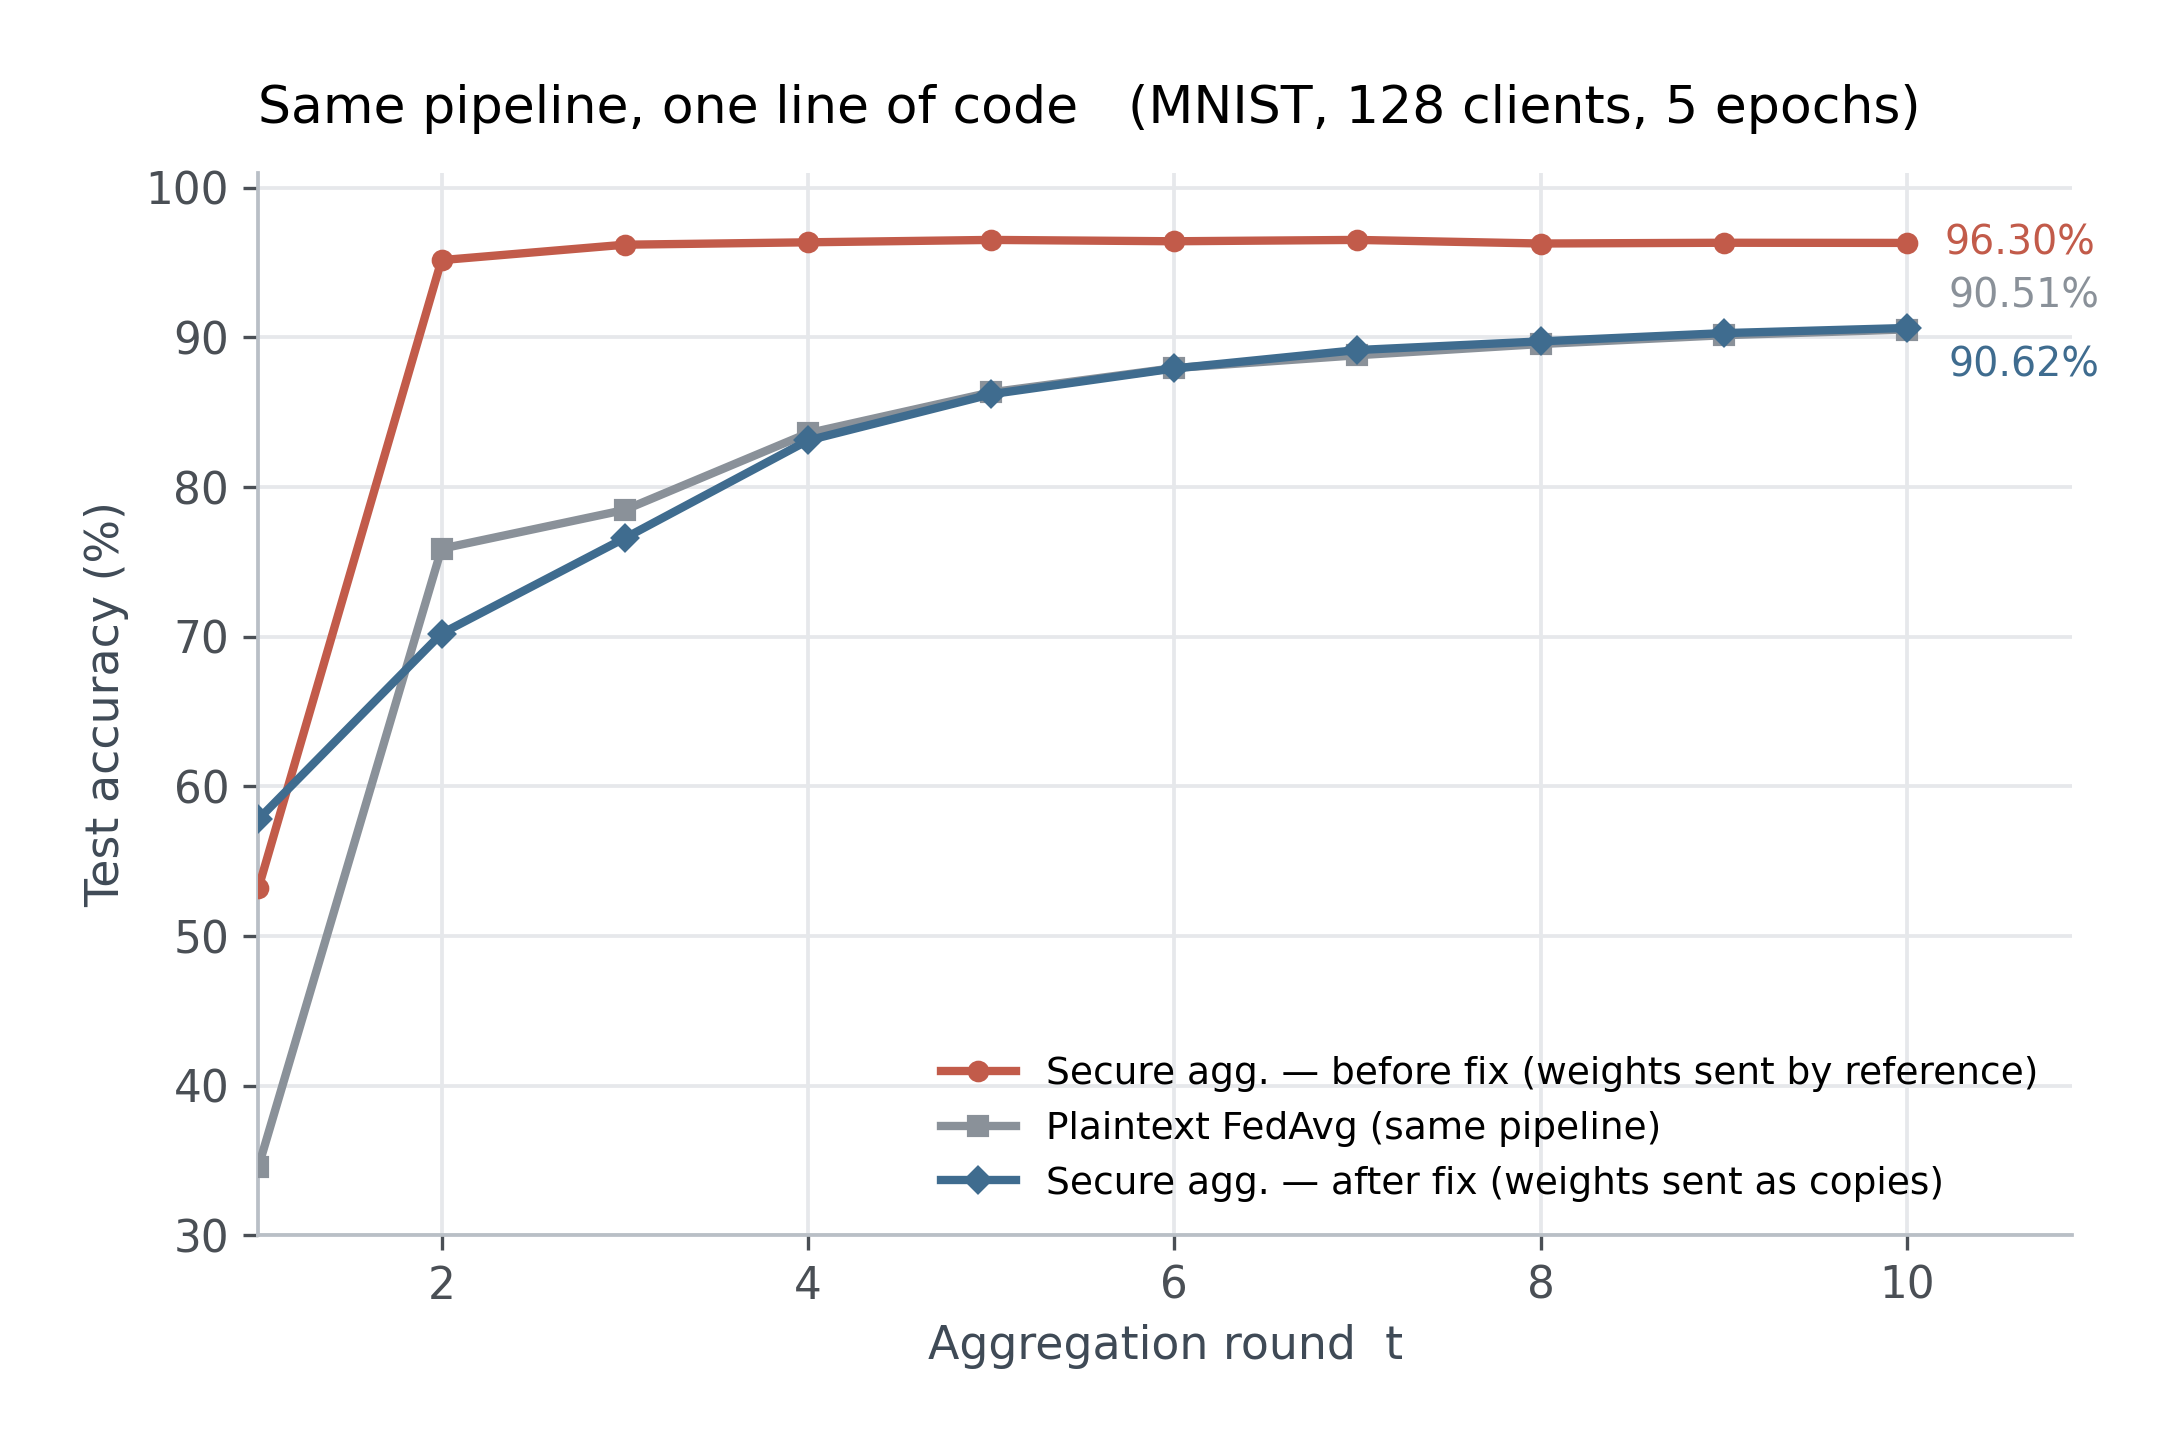 Same pipeline, one line of code (MNIST, 128 clients, 5 epochs)
100
90
80
70
60
50
40
30
Test accuracy (%)
96.30%
90.51%
90.62%
Secure agg. — before fix (weights sent by reference)
Plaintext FedAvg (same pipeline)
Secure agg. — after fix (weights sent as copies)
2 4 6 8 10
Aggregation round t